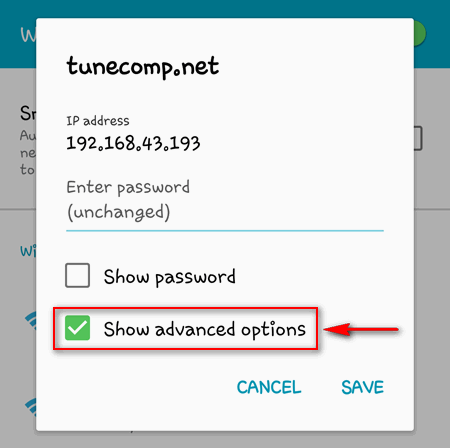 W
tunecomp.net
IP address
192.168.43.193
Enter password
(unchanged)
Show password
Show advanced options
CANCEL
SAVE